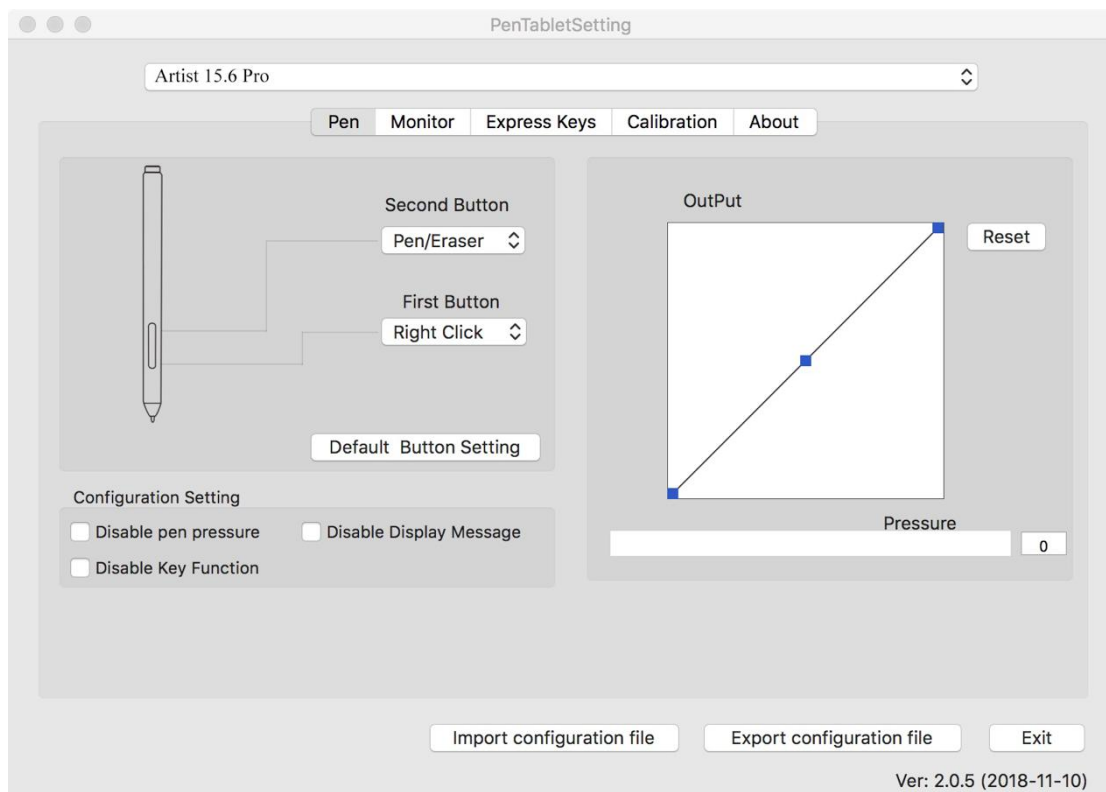 PenTabletSetting
Artist 15.6 Pro
Pen Monitor Express Keys Calibration About
Second Button
Pen/Eraser
First Button
Right Click
Default Button Setting
OutPut
Reset
Pressure
0
Configuration Setting
Disable pen pressure Disable Display Message
Disable Key Function
Import configuration file Export configuration file Exit
Ver: 2.0.5 (2018-11-10)